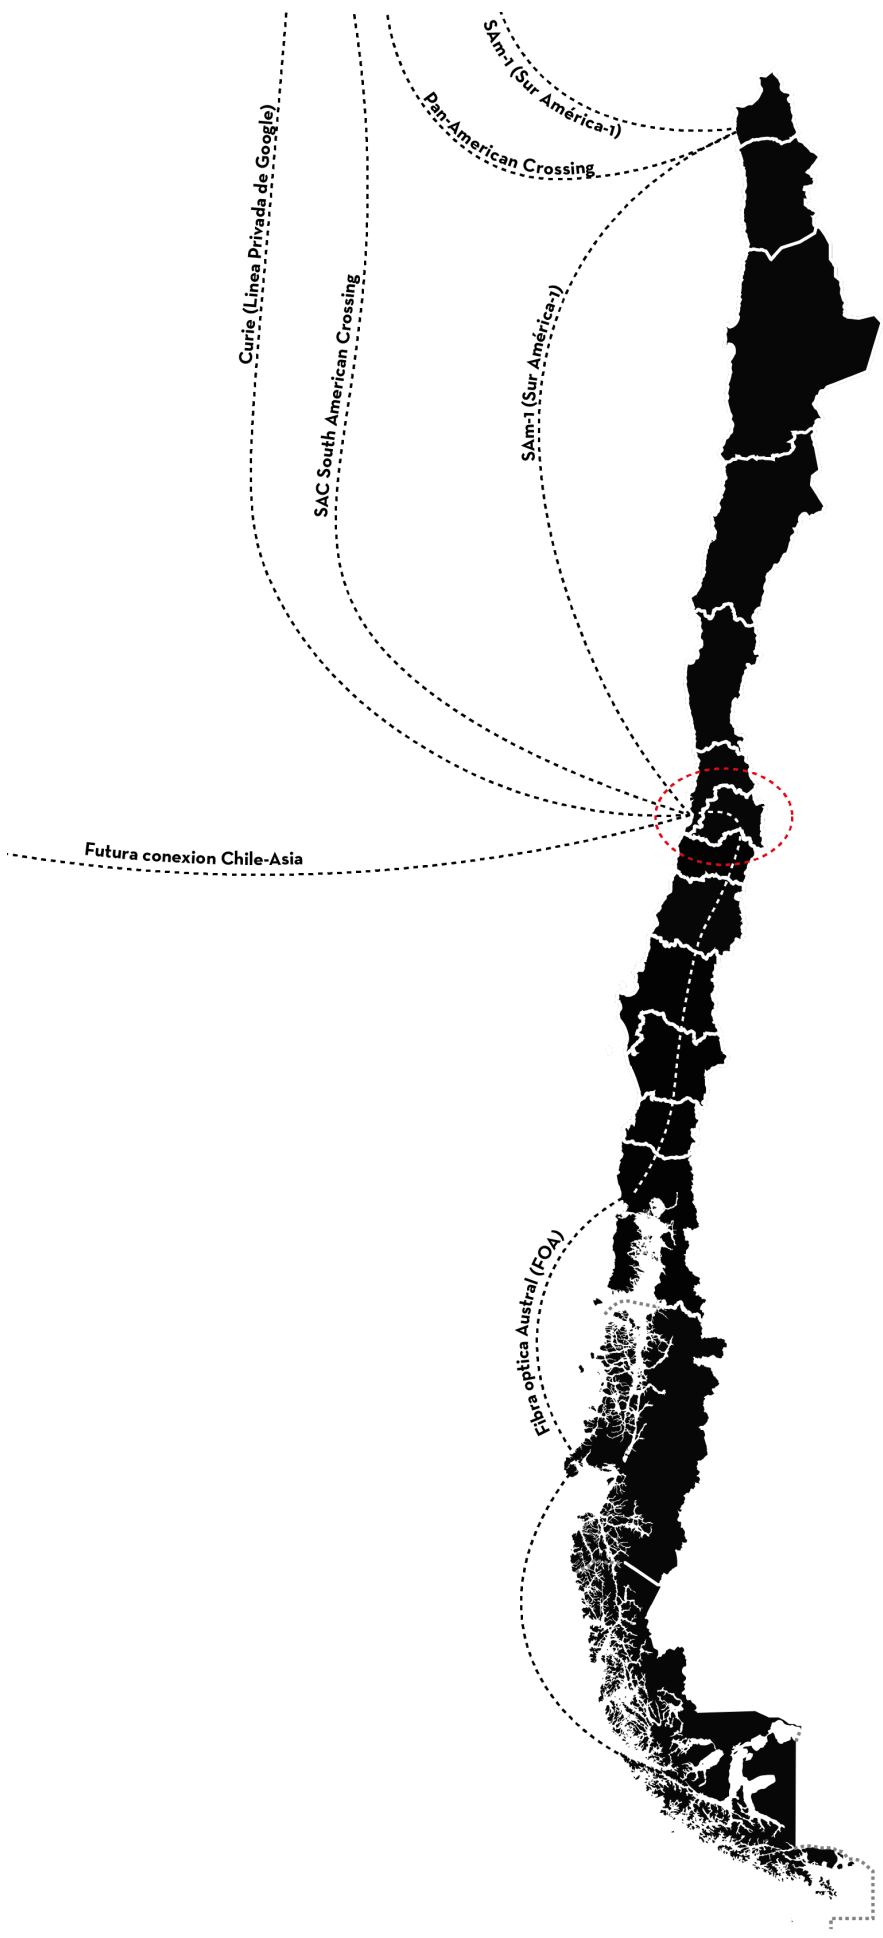 SAm-1 (Sur América-1)
Pan-American Crossing
Curie (Linea Privada de Google)
SAC South American Crossing
SAm-1 (Sur América-1)
Futura conexion Chile-Asia
Fibra optica Austral (FOA)